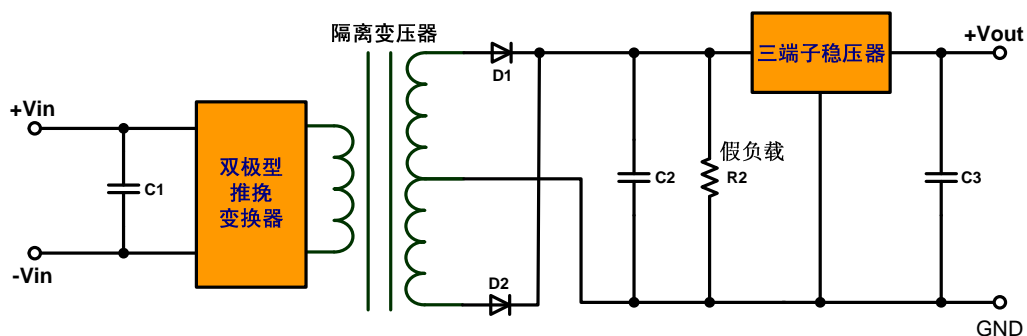 隔离变压器
+Vout
D1
三端子稳压器
+Vin
双极型
推挽
变换器
C1
假负载
C2
R2
C3
-Vin
D2
GND